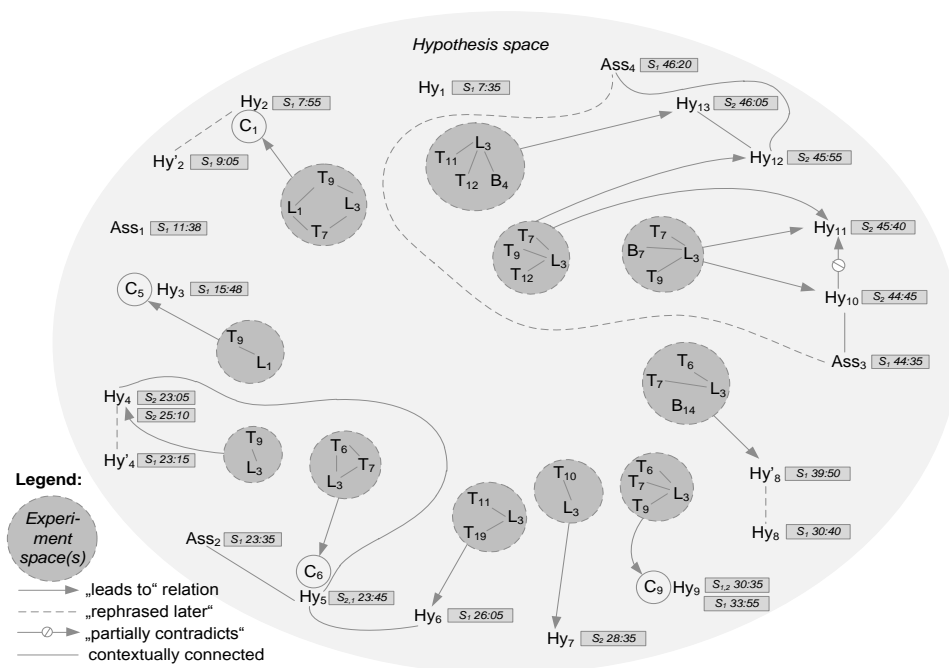 Hypothesis space
Ass₄ S₁ 46:20
Hy₁ S₁ 7:35
Hy₂ S₁ 7:55
Hy₁₃ S₂ 46:05
C₁
Hy'₂ S₁ 9:05
L₃
T₁₁
T₁₂ B₄
Hy₁₂ S₂ 45:55
T₉
L₁ L₃
T₇
Ass₁ S₁ 11:38
T₇
T₉ L₃
T₁₂
T₇
B₇ L₃
T₉
Hy₁₁ S₂ 45:40
C₅ Hy₃ S₁ 15:48
Hy₁₀ S₂ 44:45
T₉
L₁
Ass₃ S₁ 44:35
T₆
T₇ L₃
B₁₄
Hy₄ S₂ 23:05
S₂ 25:10
Hy'₄ S₁ 23:15
T₉
L₃
T₆
T₇
L₃
T₁₁
L₃
T₁₉
T₁₀
L₃
T₆
T₇ L₃
T₉
Hy'₈ S₁ 39:50
Hy₈ S₁ 30:40
Ass₂ S₁ 23:35
C₆
Hy₅ S₂,₁ 23:45
Hy₆ S₁ 26:05
Hy₇ S₂ 28:35
C₉ Hy₉ S₁,₂ 30:35
S₁ 33:55
Legend:
Experi-
ment
space(s)
„leads to“ relation
„rephrased later“
„partially contradicts“
contextually connected